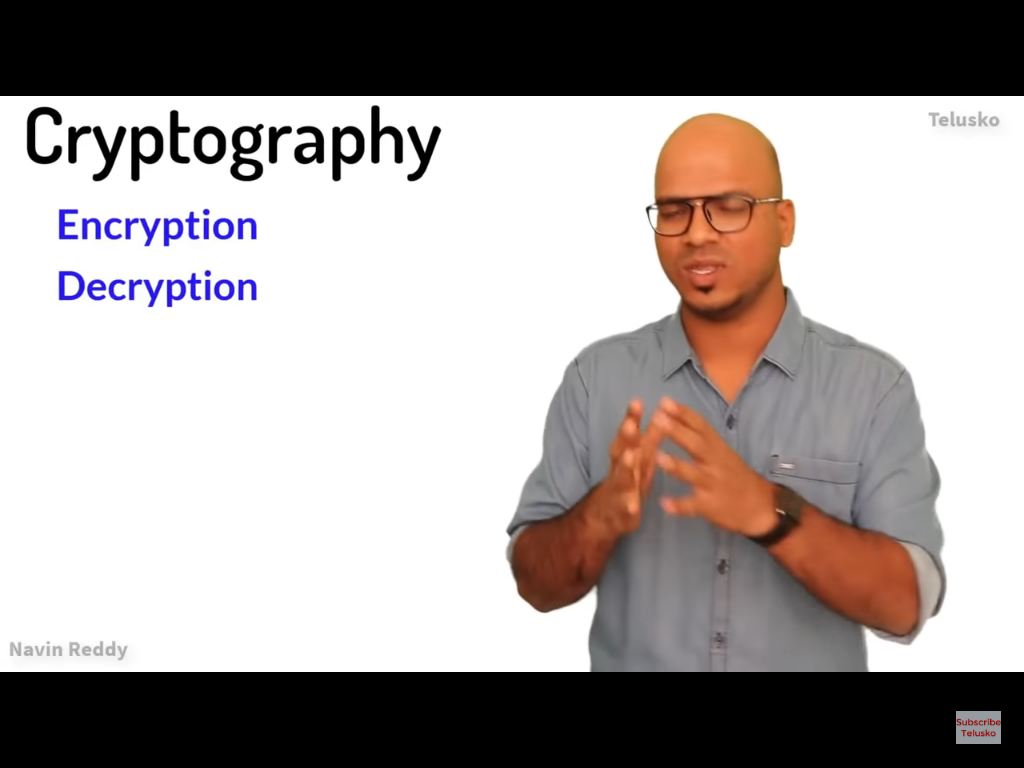 Cryptography
Telusko
Encryption
Decryption
Navin Reddy
Subscribe
Telusko